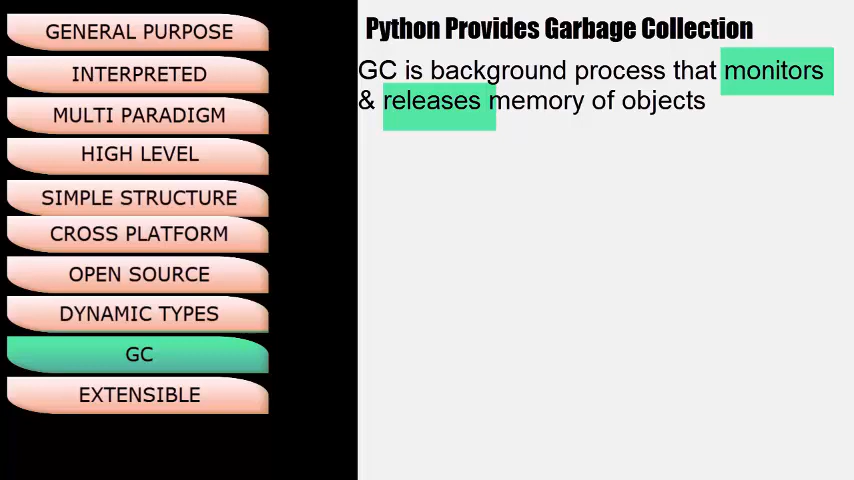 GENERAL PURPOSE
INTERPRETED
MULTI PARADIGM
HIGH LEVEL
SIMPLE STRUCTURE
CROSS PLATFORM
OPEN SOURCE
DYNAMIC TYPES
GC
EXTENSIBLE
Python Provides Garbage Collection
GC is background process that monitors
& releases memory of objects